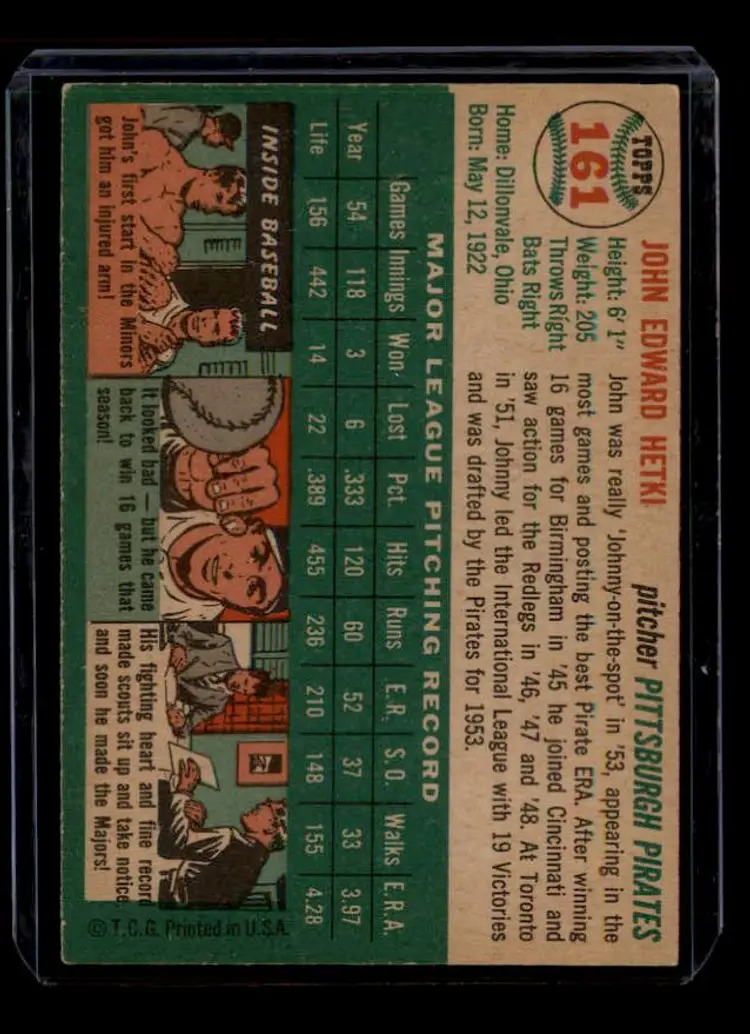 TOPPS
161
JOHN EDWARD HETKI
pitcher PITTSBURGH PIRATES
Height: 6' 1"
Weight: 205
Throws Right
Bats Right
Home: Dillonvale, Ohio
Born: May 12, 1922
John was really 'Johnny-on-the-spot' in '53, appearing in the
most games and posting the best Pirate ERA. After winning
16 games for Birmingham in '45 he joined Cincinnati and
saw action for the Redlegs in '46, '47 and '48. At Toronto
in '51, Johnny led the International League with 19 Victories
and was drafted by the Pirates for 1953.
MAJOR LEAGUE PITCHING RECORD
Games Innings Won Lost Pct. Hits Runs E.R. S.O. Walks E.R.A.
Year 54 118 3 6 .333 120 60 52 37 33 3.97
Life 156 442 14 22 .389 455 236 210 148 155 4.28
INSIDE BASEBALL
John's first start in the Minors
got him an injured arm!
It looked bad — but he came
back to win 16 games that
season!
His fighting heart and fine record
made scouts sit up and take notice
and soon he made the Majors!
© T.C.G. Printed in U.S.A.